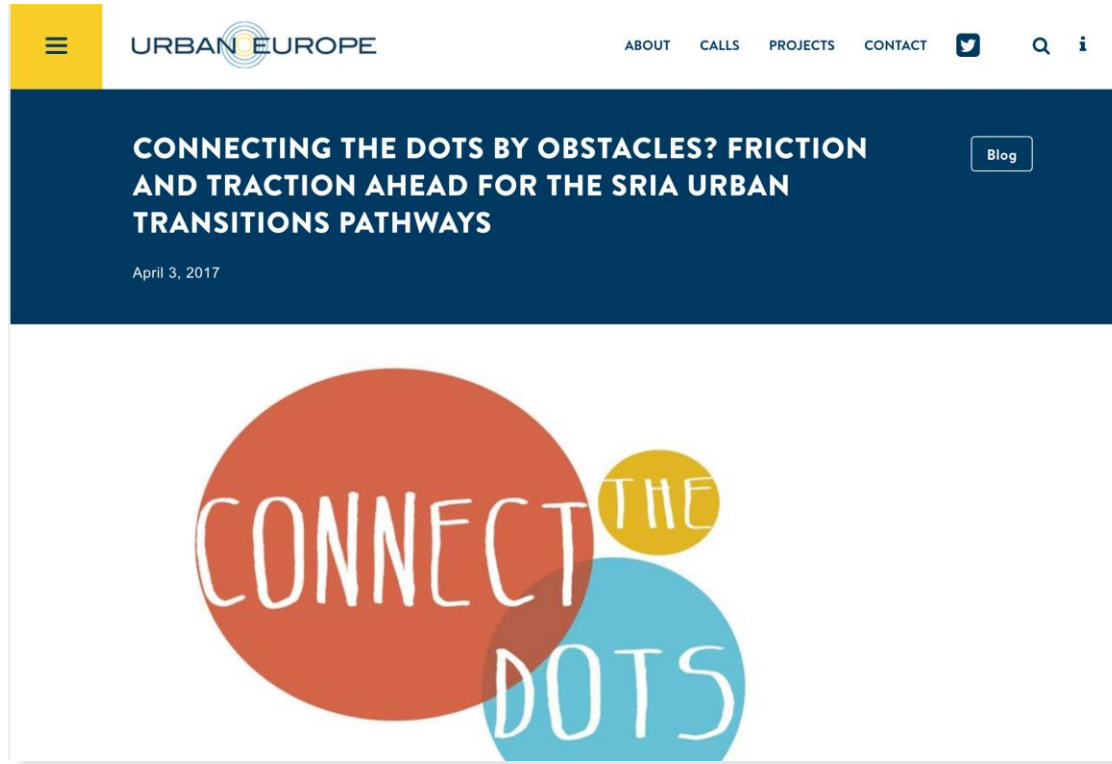 URBAN EUROPE
ABOUT CALLS PROJECTS CONTACT
CONNECTING THE DOTS BY OBSTACLES? FRICTION
AND TRACTION AHEAD FOR THE SRIA URBAN
TRANSITIONS PATHWAYS
Blog
April 3, 2017
CONNECT
THE
DOTS